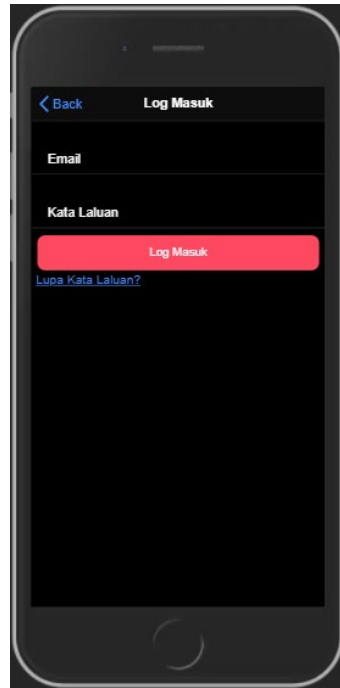 Back Log Masuk
Email
Kata Laluan
Log Masuk
Lupa Kata Laluan?